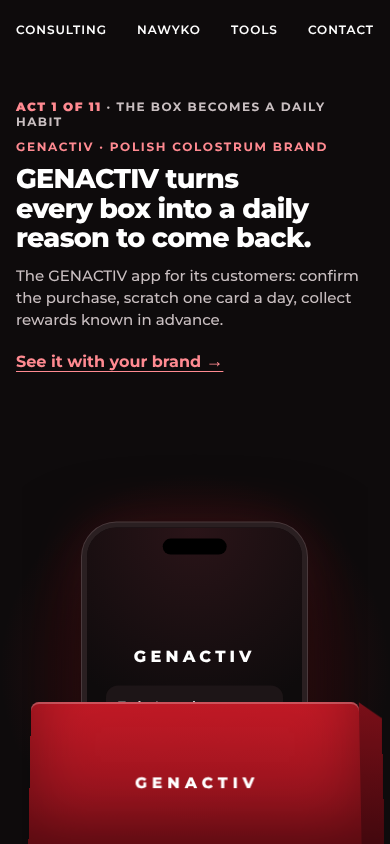 CONSULTING NAWYKO TOOLS CONTACT
ACT 1 OF 11 · THE BOX BECOMES A DAILY
HABIT
GENACTIV · POLISH COLOSTRUM BRAND
GENACTIV turns
every box into a daily
reason to come back.
The GENACTIV app for its customers: confirm
the purchase, scratch one card a day, collect
rewards known in advance.
See it with your brand →
GENACTIV
GENACTIV